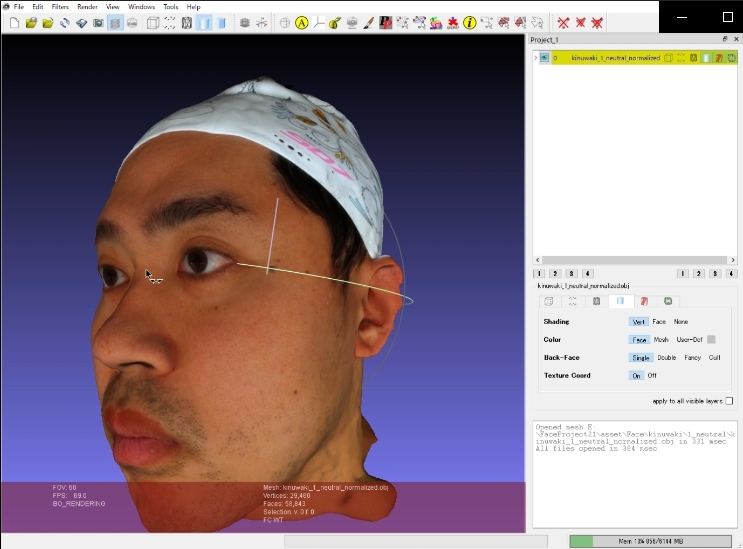 File Edit Filters Render View Windows Tools Help
Project_1
0 kinuwaki_1_neutral_normalized
1 2 3 4 1 2 3 4
kinuwaki_1_neutral_normalized.obj
Shading Vert Face None
Color Face Mesh User-Def
Back-Face Single Double Fancy Cull
Texture Coord On Off
apply to all visible layers
Opened mesh E:
\FaceProject21\asset\Face\kinuwaki\1_neutral\k
inuwaki_1_neutral_normalized.obj in 331 msec
All files opened in 364 msec
FOV: 60
FPS: 69.0
BO_RENDERING
Mesh: kinuwaki_1_neutral_normalized.obj
Vertices: 29,460
Faces: 58,843
Selection: v: 0 f: 0
FC WT
Mem 13% 856/6144 MB